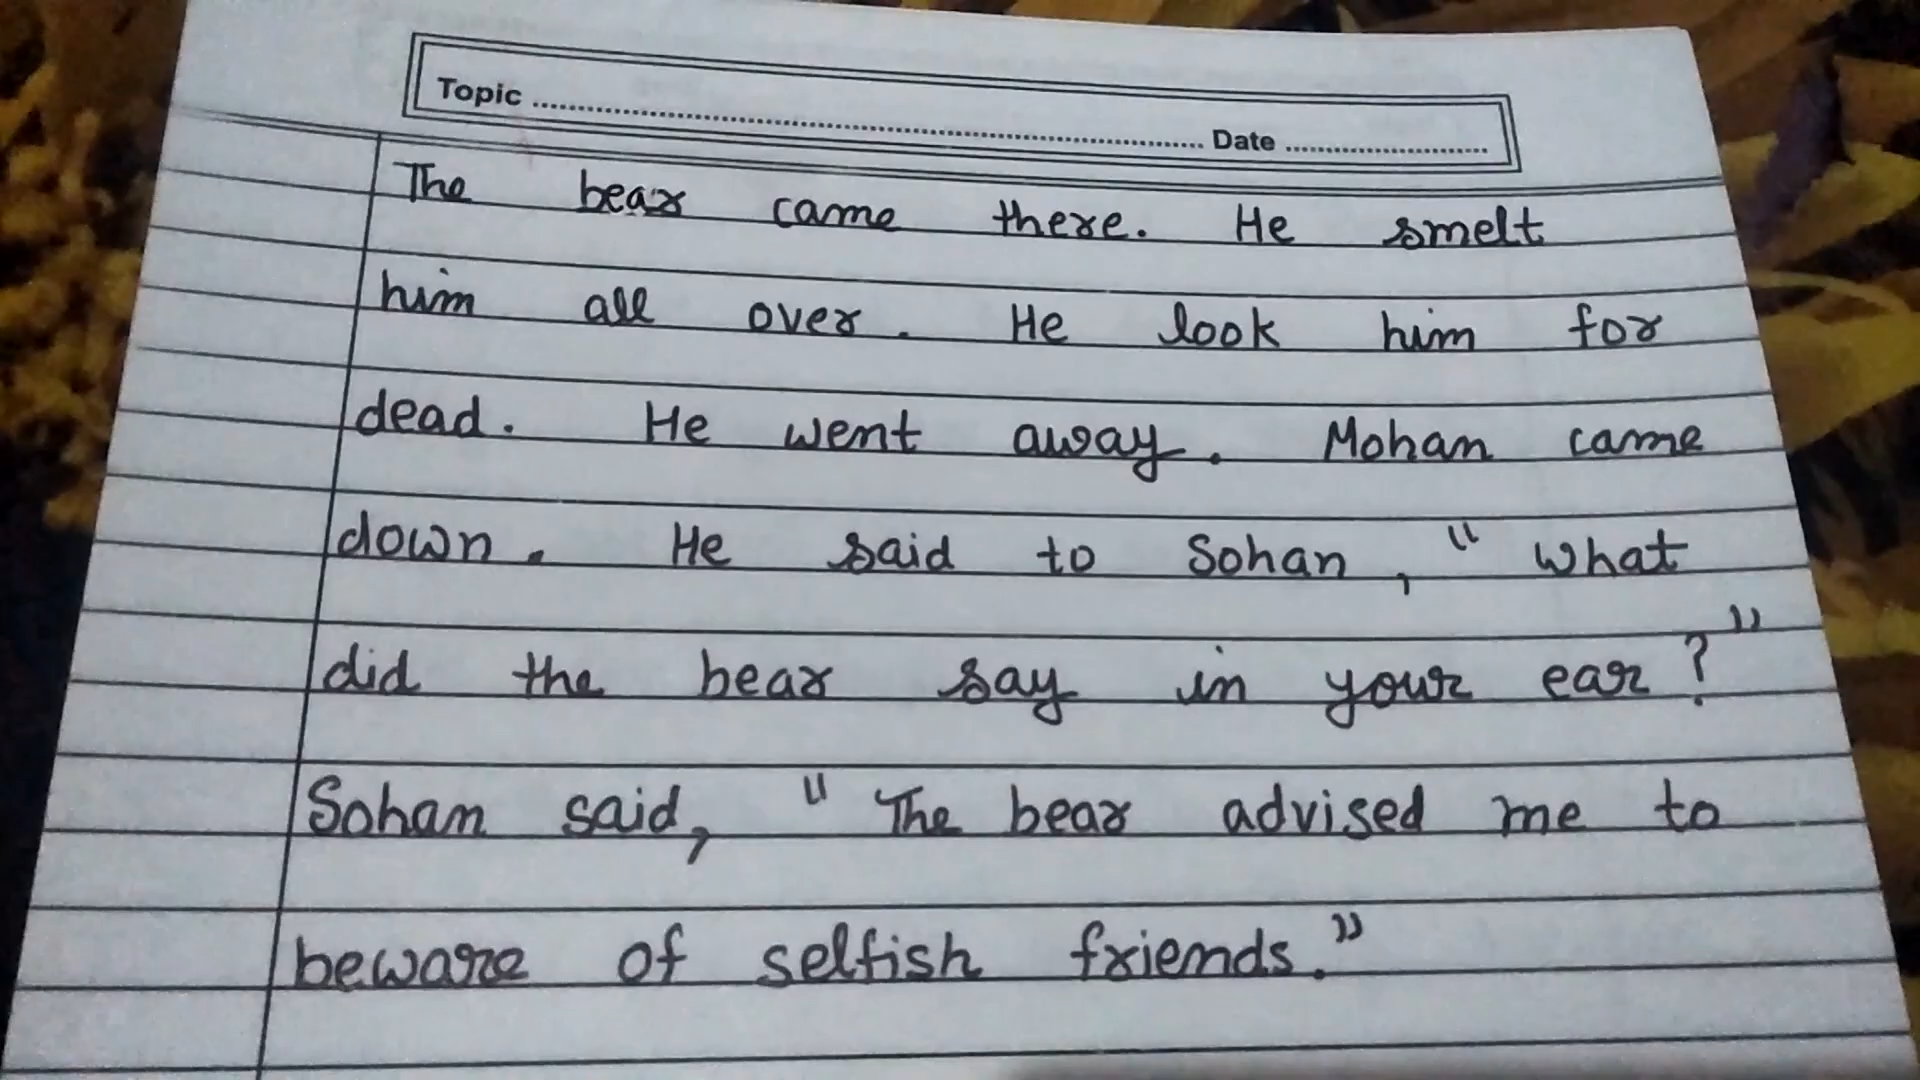 Topic ........ Date ........
The bear came there. He smelt
him all over. He look him for
dead. He went away. Mohan came
down. He said to Sohan, "What
did the bear say in your ear?"
Sohan said, "The bear advised me to
beware of selfish friends."